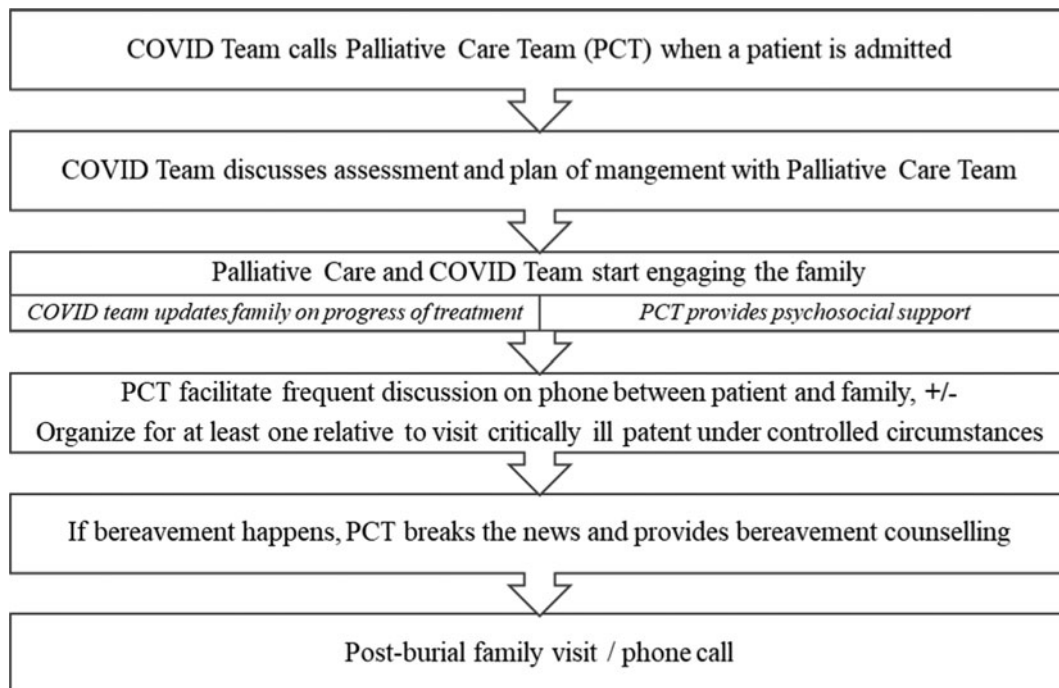 COVID Team calls Palliative Care Team (PCT) when a patient is admitted
COVID Team discusses assessment and plan of mangement with Palliative Care Team
Palliative Care and COVID Team start engaging the family
COVID team updates family on progress of treatment
PCT provides psychosocial support
PCT facilitate frequent discussion on phone between patient and family, +/-
Organize for at least one relative to visit critically ill patent under controlled circumstances
If bereavement happens, PCT breaks the news and provides bereavement counselling
Post-burial family visit / phone call